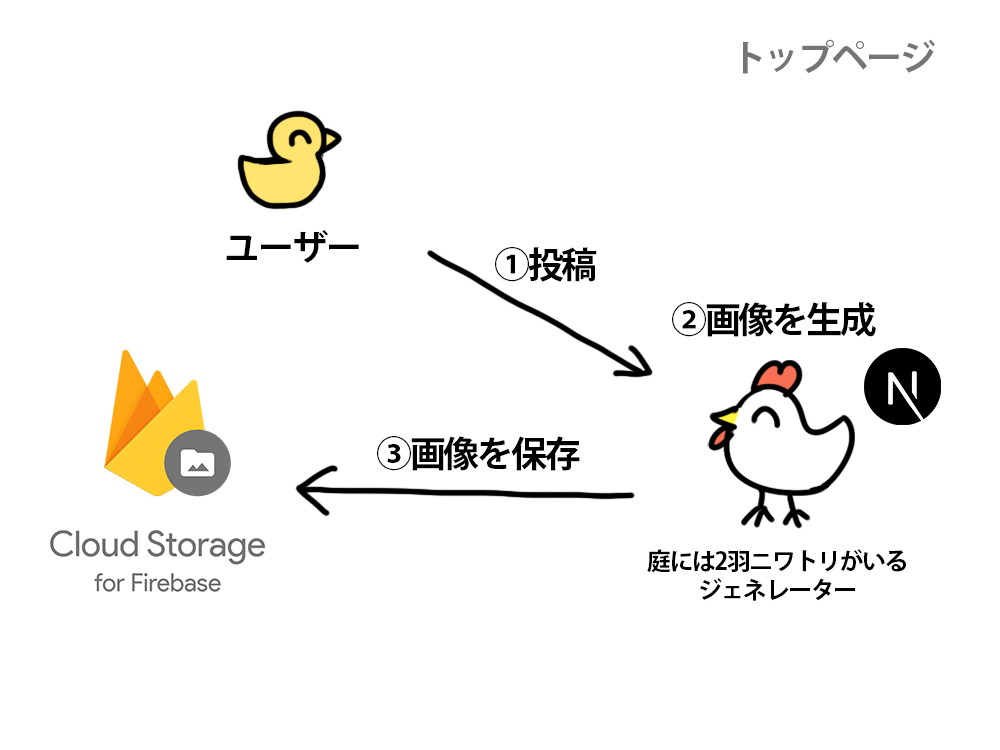 トップページ
ユーザー
①投稿
②画像を生成
N
③画像を保存
Cloud Storage
for Firebase
庭には2羽ニワトリがいる
ジェネレーター